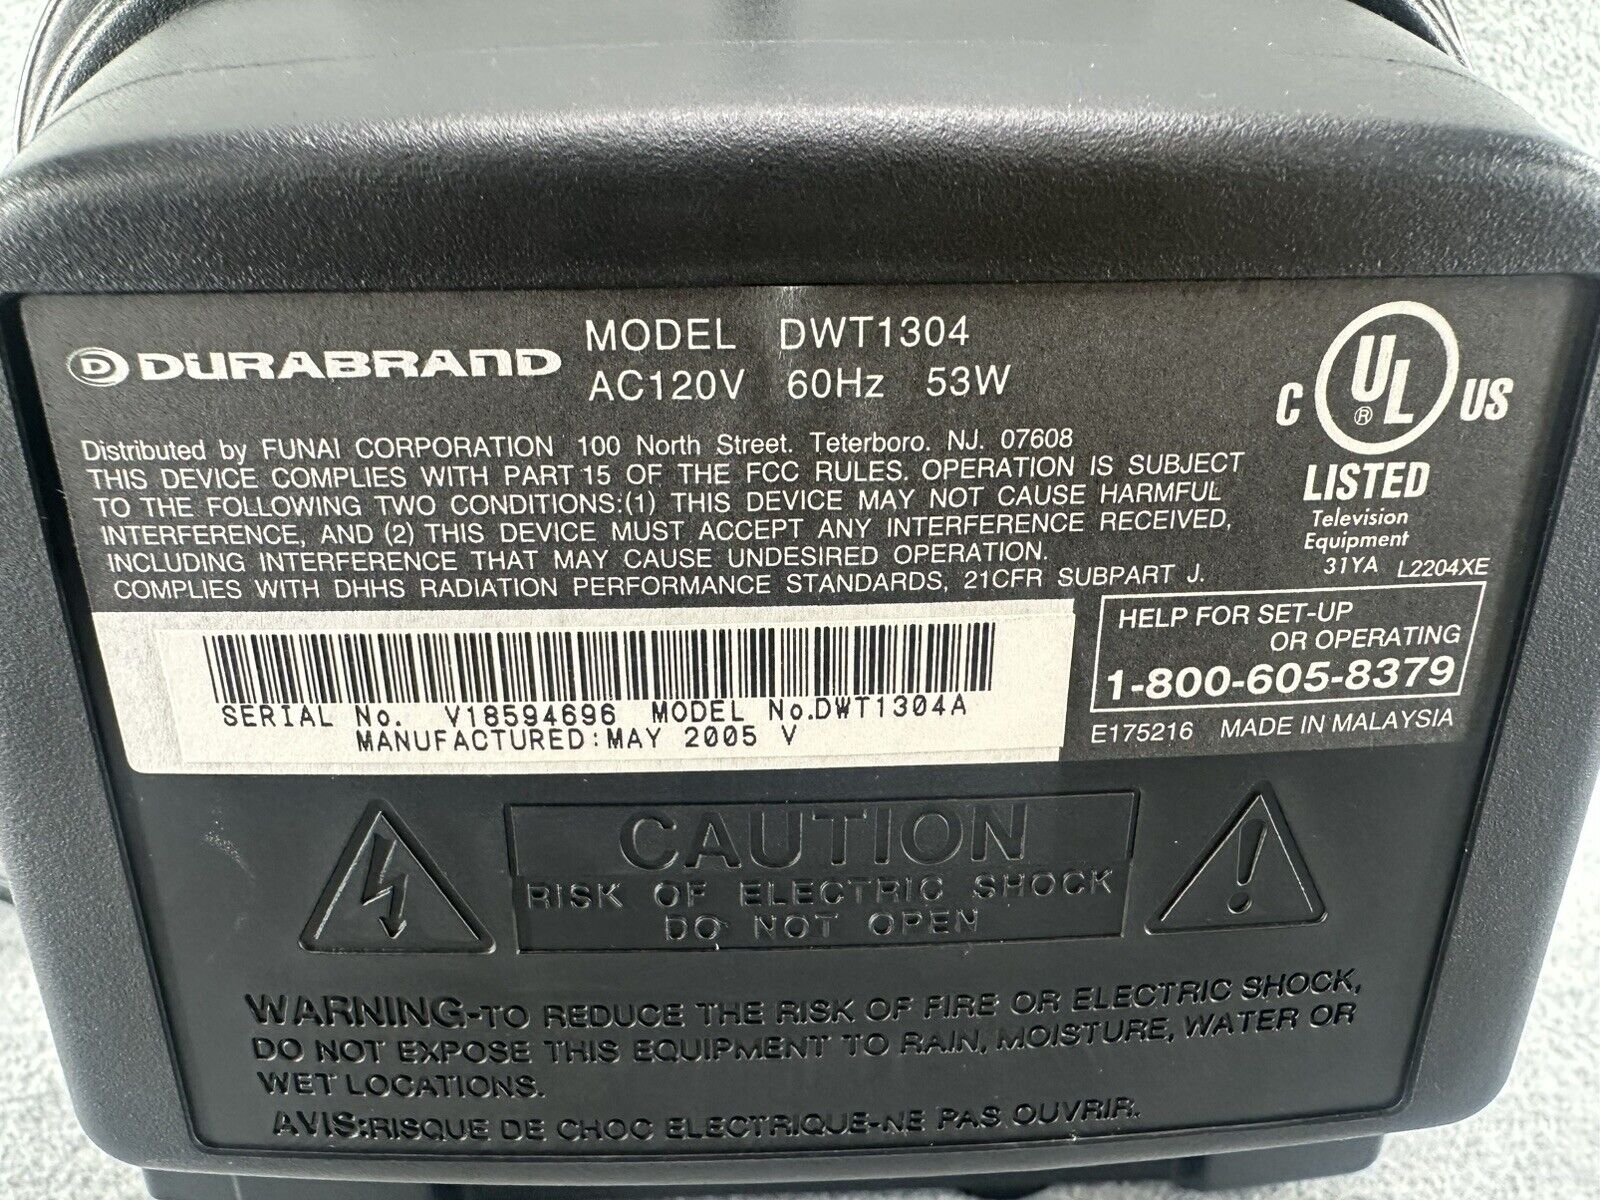 D DURABRAND
MODEL DWT1304
AC120V 60Hz 53W
Distributed by FUNAI CORPORATION 100 North Street. Teterboro. NJ. 07608
THIS DEVICE COMPLIES WITH PART 15 OF THE FCC RULES. OPERATION IS SUBJECT
TO THE FOLLOWING TWO CONDITIONS:(1) THIS DEVICE MAY NOT CAUSE HARMFUL
INTERFERENCE, AND (2) THIS DEVICE MUST ACCEPT ANY INTERFERENCE RECEIVED,
INCLUDING INTERFERENCE THAT MAY CAUSE UNDESIRED OPERATION.
COMPLIES WITH DHHS RADIATION PERFORMANCE STANDARDS, 21CFR SUBPART J.
C UL ® US
LISTED
Television
Equipment
31YA L2204XE
HELP FOR SET-UP
OR OPERATING
1-800-605-8379
E175216 MADE IN MALAYSIA
SERIAL No. V18594696 MODEL No.DWT1304A
MANUFACTURED:MAY 2005 V
CAUTION
RISK OF ELECTRIC SHOCK
DO NOT OPEN
WARNING-TO REDUCE THE RISK OF FIRE OR ELECTRIC SHOCK,
DO NOT EXPOSE THIS EQUIPMENT TO RAIN, MOISTURE, WATER OR
WET LOCATIONS.
AVIS:RISQUE DE CHOC ELECTRIQUE-NE PAS OUVRIR.